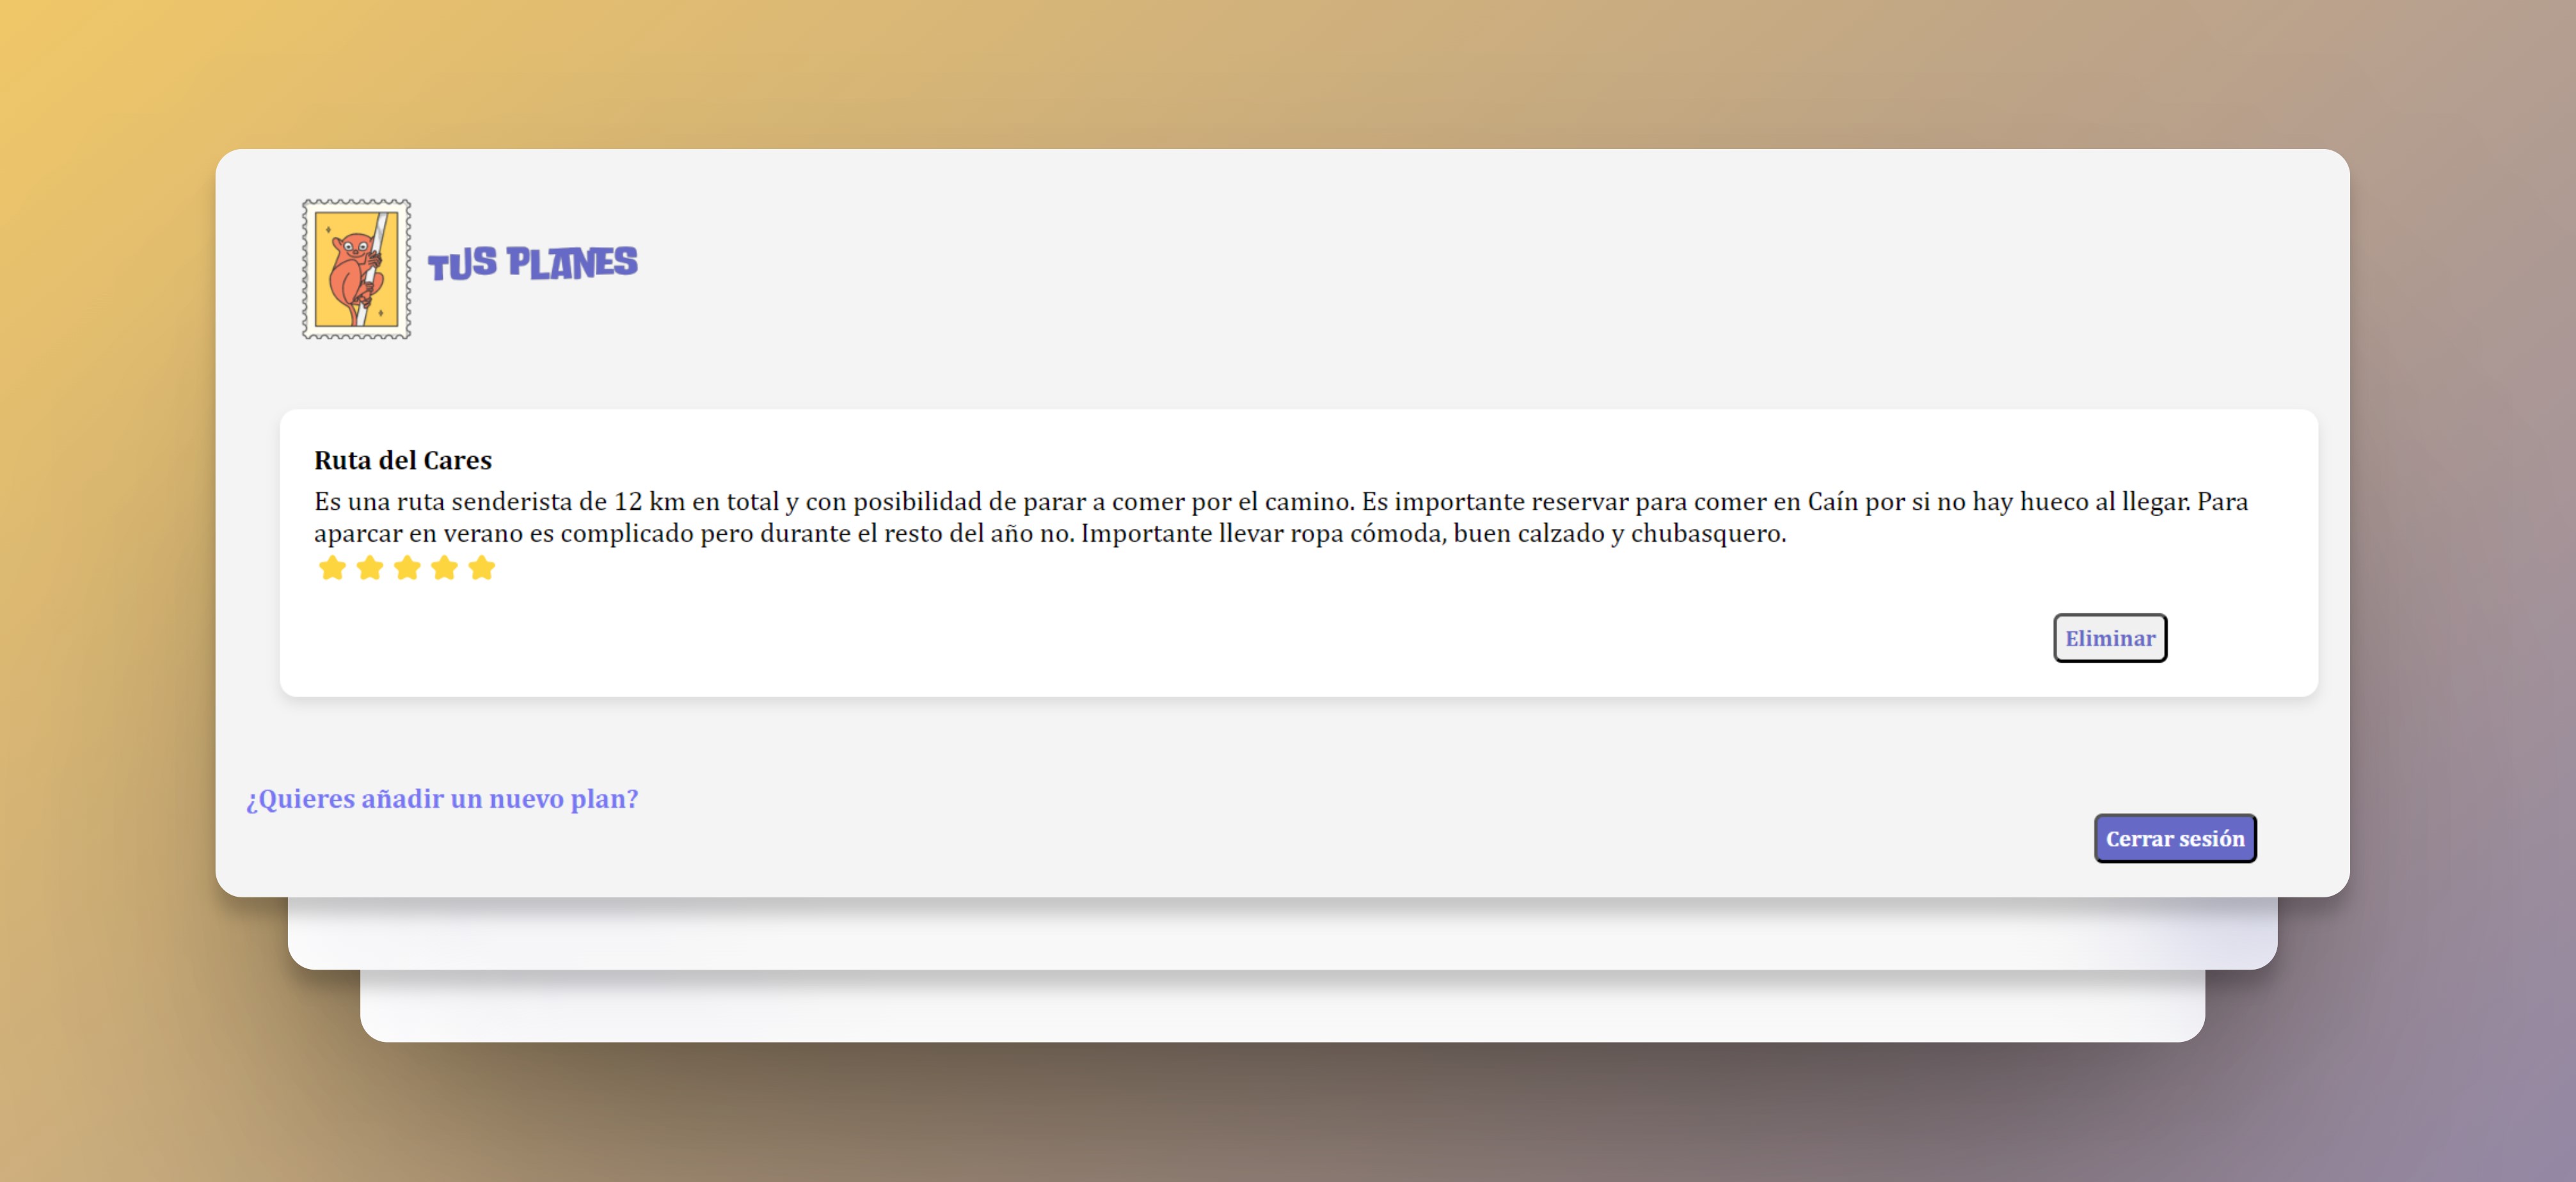 TUS PLANES
Ruta del Cares
Es una ruta senderista de 12 km en total y con posibilidad de parar a comer por el camino. Es importante reservar para comer en Caín por si no hay hueco al llegar. Para
aparcar en verano es complicado pero durante el resto del año no. Importante llevar ropa cómoda, buen calzado y chubasquero.
Eliminar
¿Quieres añadir un nuevo plan?
Cerrar sesión